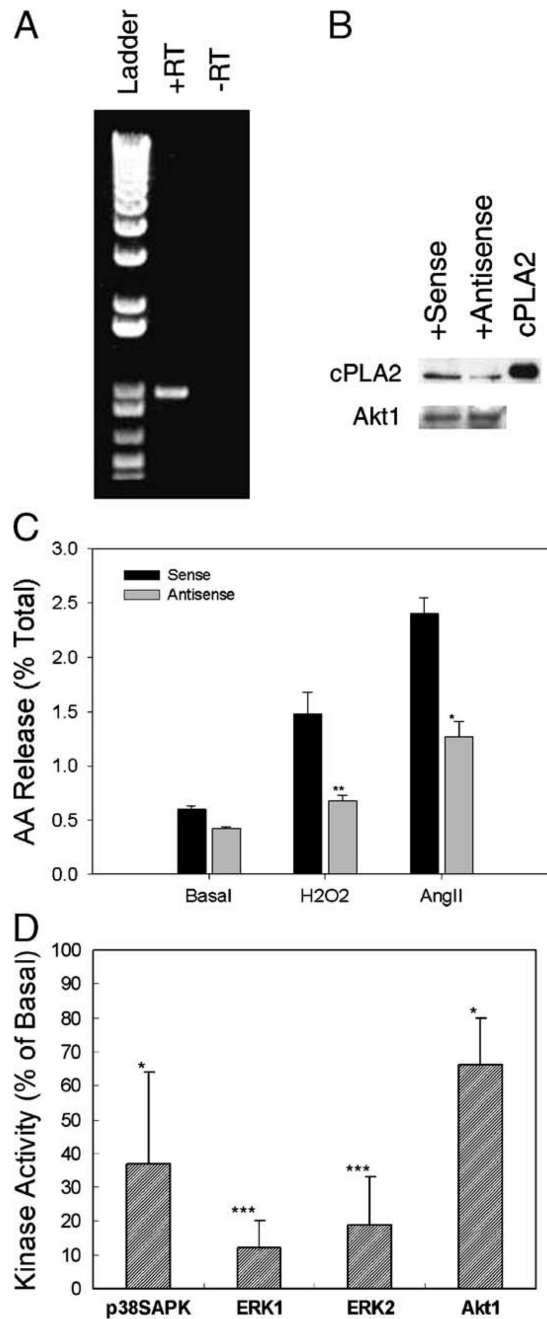 A
Ladder
+RT
-RT
B
+Sense
+Antisense
cPLA2
cPLA2
Akt1
C
AA Release (% Total)
3.0
2.5
2.0
1.5
1.0
0.5
0.0
Sense
Antisense
**
*
Basal
H2O2
AngII
D
Kinase Activity (% of Basal)
100
90
80
70
60
50
40
30
20
10
0
*
***
***
*
p38SAPK
ERK1
ERK2
Akt1